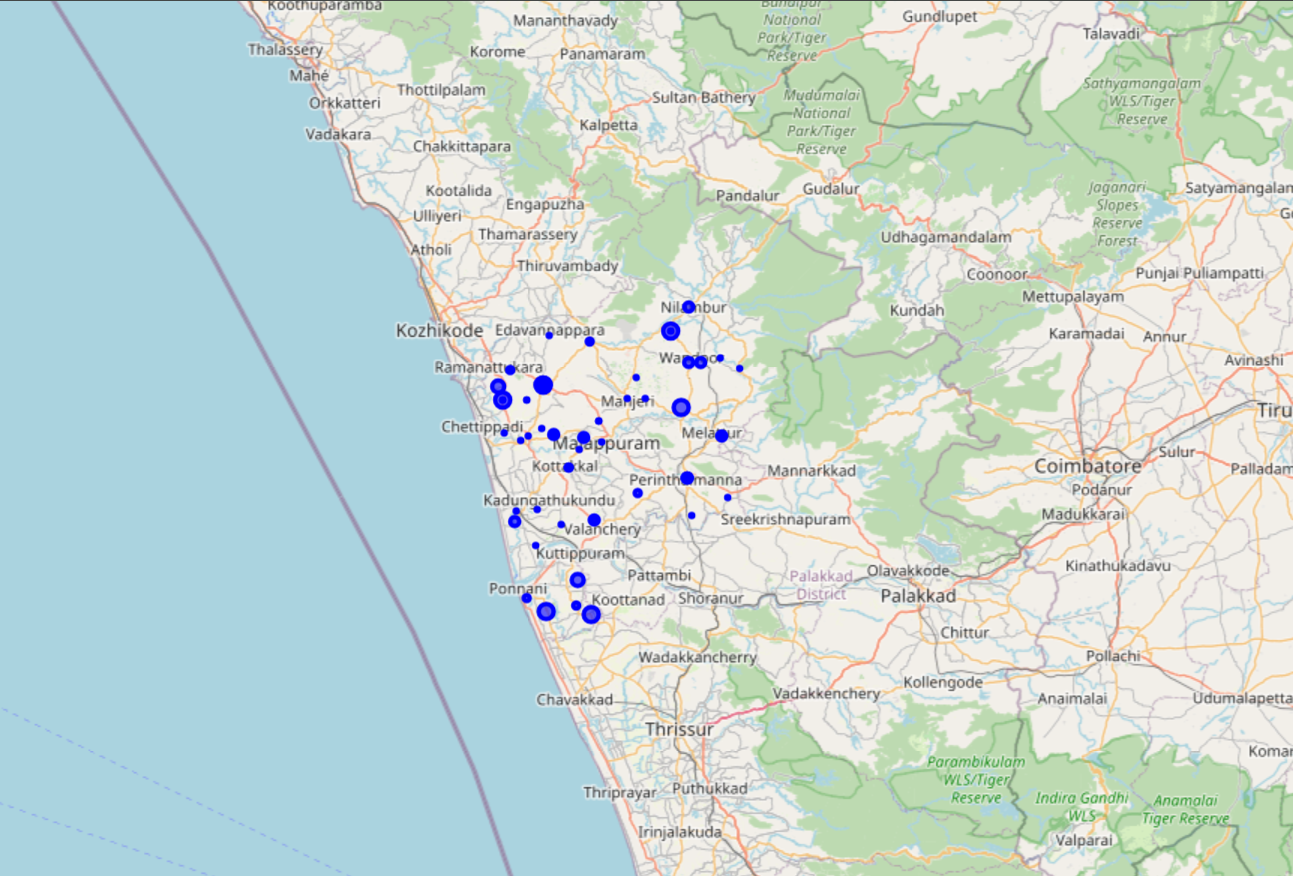 Koothuparamba
Mananthavady
Bandipur
National
Park/Tiger
Reserve
Gundlupet
Talavadi
Thalassery
Korome
Panamaram
Mahé
Thottilpalam
Sultan Bathery
Mudumalai
National
Park/Tiger
Reserve
Sathyamangalam
WLS/Tiger
Reserve
Orkkatteri
Kalpetta
Vadakara
Chakkittapara
Kootalida
Pandalur
Gudalur
Jaganari
Slopes
Reserve
Forest
Satyamangalam
Engapuzha
Ulliyeri
Thamarassery
Udhagamandalam
Atholi
Thiruvambady
Coonoor
Punjai Puliampatti
Mettupalayam
Nilambur
Kundah
Kozhikode
Edavannappara
Karamadai
Annur
Avinashi
Ramanattukara
Manjeri
Tiru
Chettippadi
Malappuram
Kottakkal
Perinthalmanna
Mannarkkad
Coimbatore
Sulur
Palladam
Podanur
Kadungathukundu
Madukkarai
Valanchery
Sreekrishnapuram
Kuttippuram
Kinathukadavu
Pattambi
Palakkad
District
Olavakkode
Ponnani
Koottanad
Shoranur
Palakkad
Chittur
Wadakkancherry
Pollachi
Kollengode
Chavakkad
Vadakkenchery
Anaimalai
Udumalapetta
Thrissur
Komar
Parambikulam
WLS/Tiger
Reserve
Thriprayar
Puthukkad
Indira Gandhi
WLS
Anamalai
Tiger Reserve
Irinjalakuda
Valparai